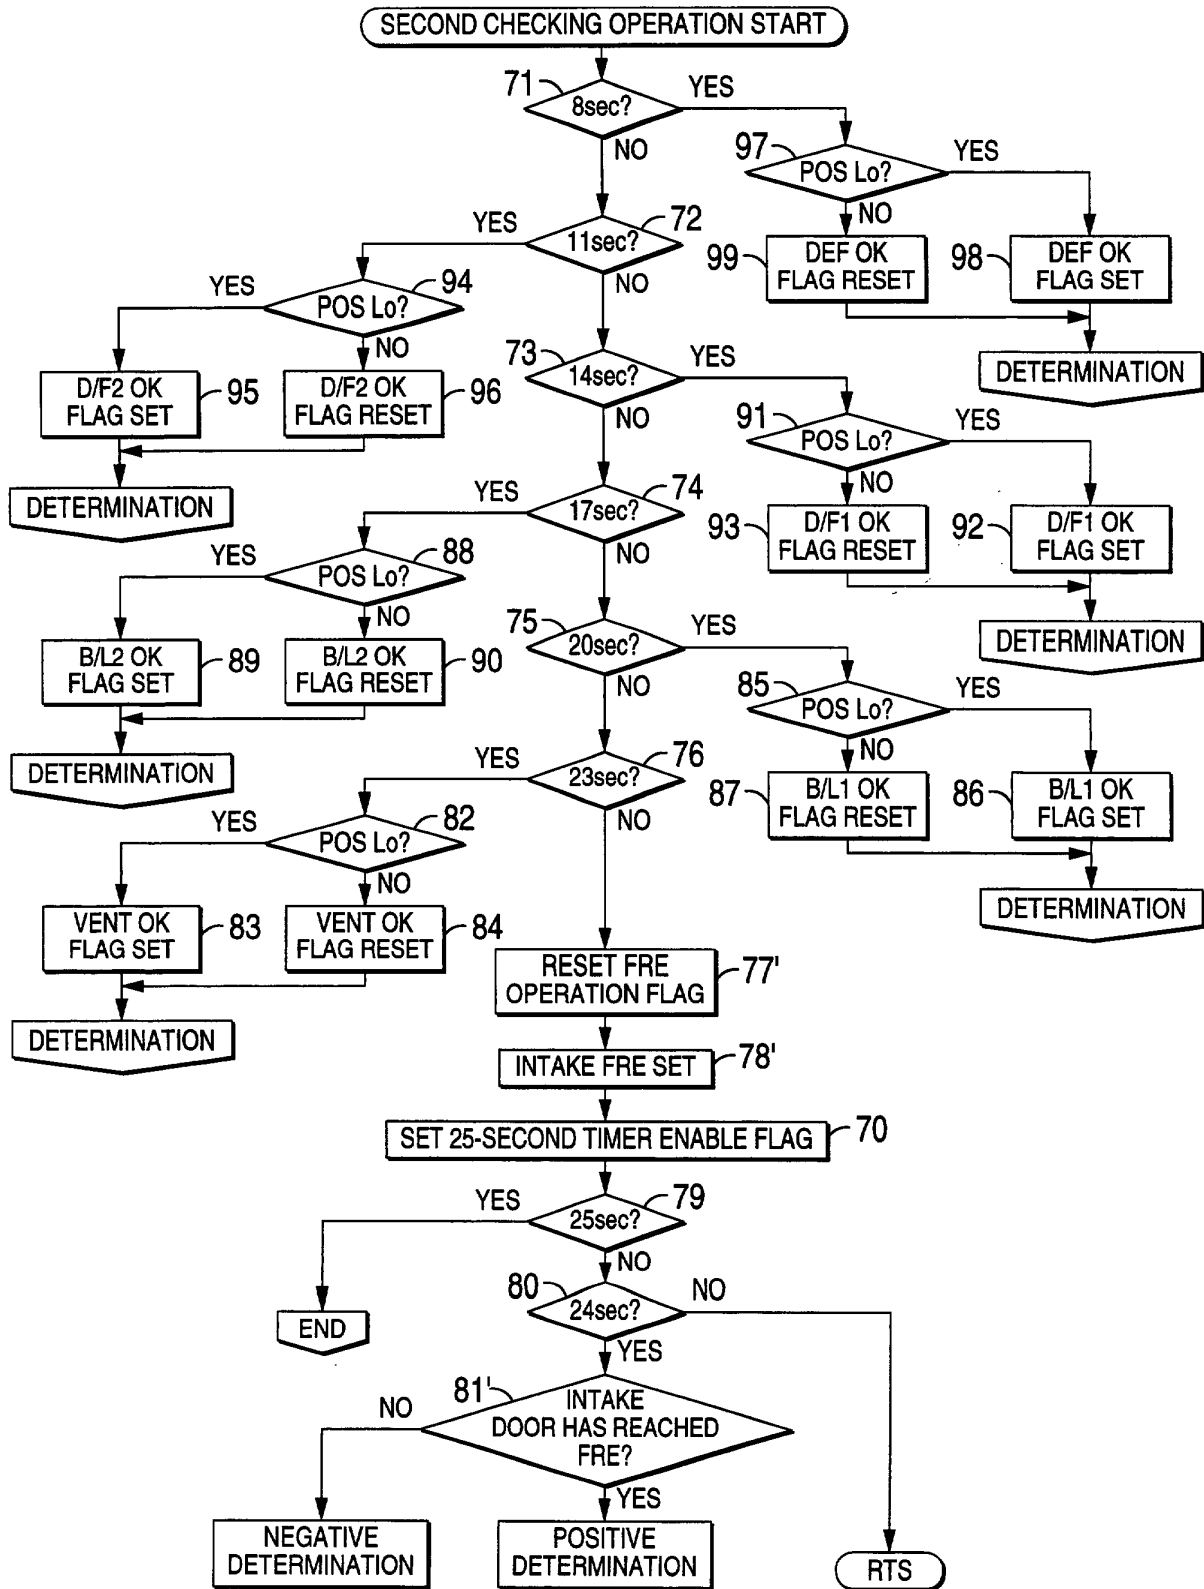 SECOND CHECKING OPERATION START
71
8sec?
YES
NO
97
POS Lo?
YES
NO
99
DEF OK
FLAG RESET
98
DEF OK
FLAG SET
DETERMINATION
YES
11sec?
72
NO
YES
POS Lo?
94
NO
D/F2 OK
FLAG SET
95
D/F2 OK
FLAG RESET
96
DETERMINATION
73
14sec?
YES
NO
91
POS Lo?
YES
NO
93
D/F1 OK
FLAG RESET
92
D/F1 OK
FLAG SET
DETERMINATION
YES
17sec?
74
NO
YES
POS Lo?
88
NO
B/L2 OK
FLAG SET
89
B/L2 OK
FLAG RESET
90
DETERMINATION
75
20sec?
YES
NO
85
POS Lo?
YES
NO
87
B/L1 OK
FLAG RESET
86
B/L1 OK
FLAG SET
DETERMINATION
YES
23sec?
76
NO
YES
POS Lo?
82
NO
VENT OK
FLAG SET
83
VENT OK
FLAG RESET
84
DETERMINATION
RESET FRE
OPERATION FLAG
77'
INTAKE FRE SET
78'
SET 25-SECOND TIMER ENABLE FLAG
70
YES
25sec?
79
NO
END
80
24sec?
NO
YES
81'
NO
INTAKE
DOOR HAS REACHED
FRE?
YES
NEGATIVE
DETERMINATION
POSITIVE
DETERMINATION
RTS